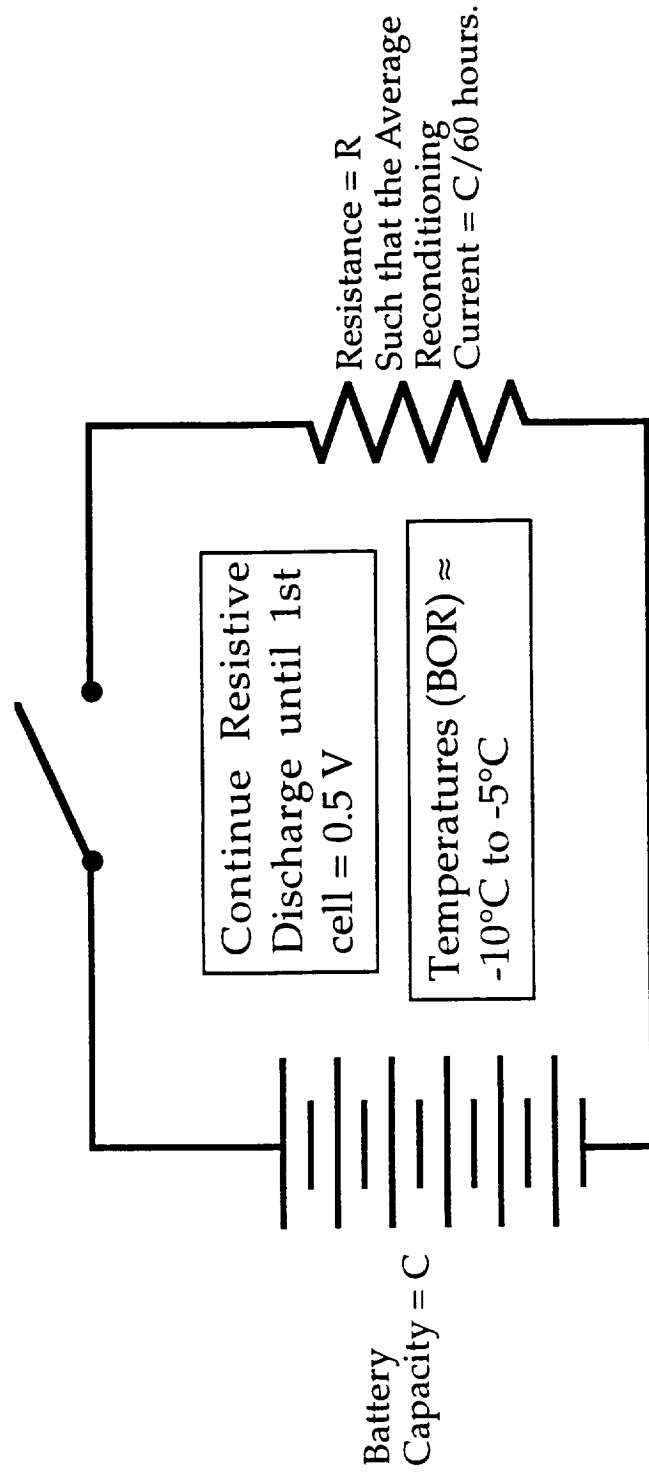 Battery
Capacity = C
Continue Resistive
Discharge until 1st
cell = 0.5 V
Temperatures (BOR) ≈
-10°C to -5°C
Resistance = R
Such that the Average
Reconditioning
Current = C/60 hours.